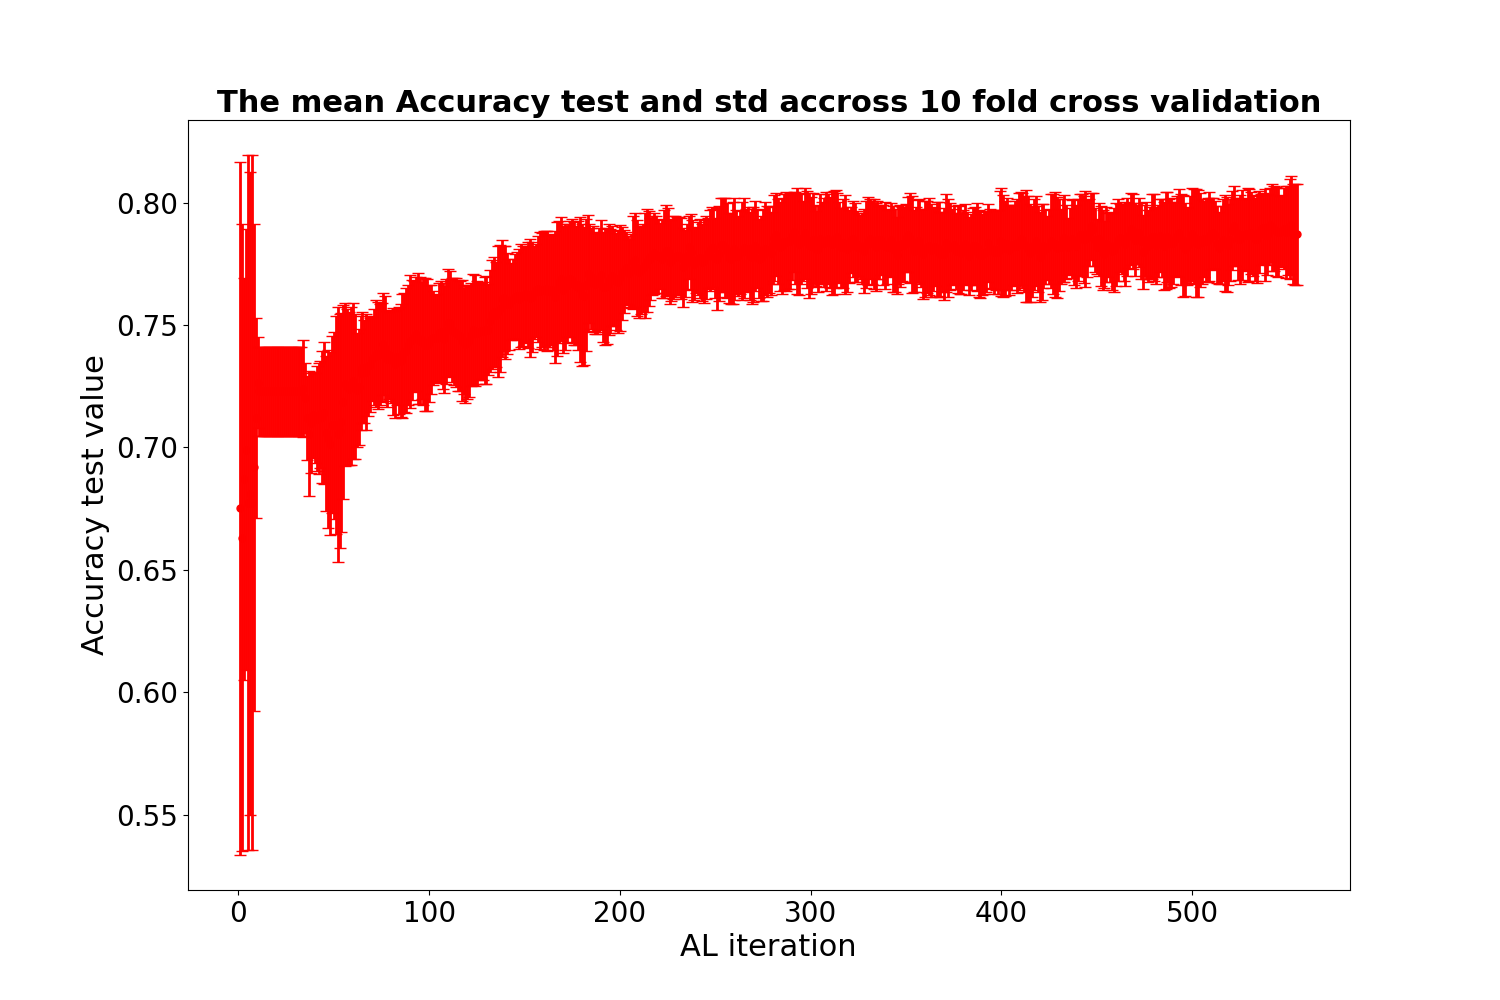 The mean Accuracy test and std accross 10 fold cross validation
0.80
0.75
0.70
0.65
0.60
0.55
Accuracy test value
0 100 200 300 400 500
AL iteration